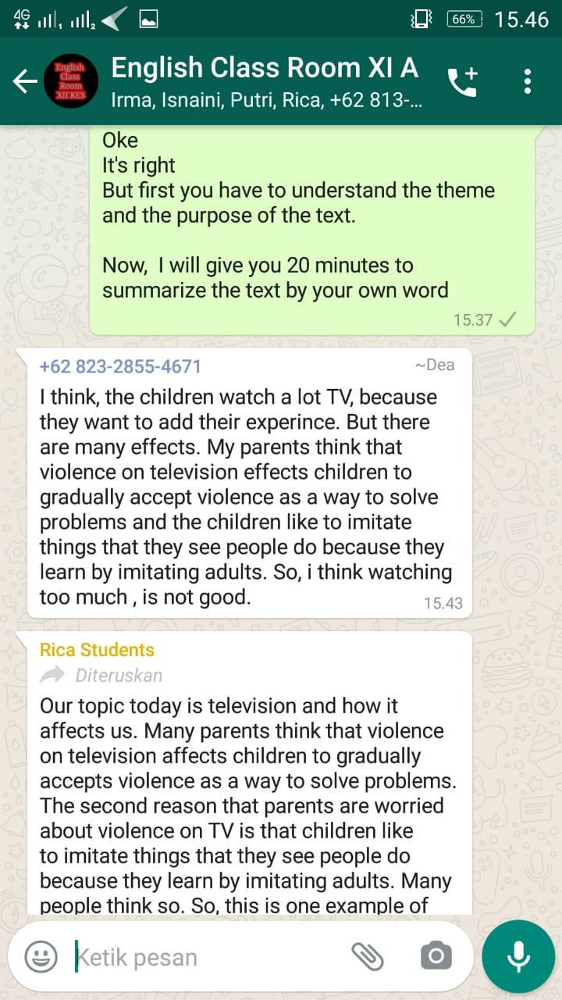 4G 1 2 66% 15.46
English Class Room XII KES
English Class Room XI A
Irma, Isnaini, Putri, Rica, +62 813-...
Oke
It's right
But first you have to understand the theme
and the purpose of the text.
Now,  I will give you 20 minutes to
summarize the text by your own word
15.37
+62 823-2855-4671 ~Dea
I think, the children watch a lot TV, because
they want to add their experince. But there
are many effects. My parents think that
violence on television effects children to
gradually accept violence as a way to solve
problems and the children like to imitate
things that they see people do because they
learn by imitating adults. So, i think watching
too much , is not good.
15.43
Rica Students
Diteruskan
Our topic today is television and how it
affects us. Many parents think that violence
on television affects children to gradually
accepts violence as a way to solve problems.
The second reason that parents are worried
about violence on TV is that children like
to imitate things that they see people do
because they learn by imitating adults. Many
people think so. So, this is one example of
Ketik pesan